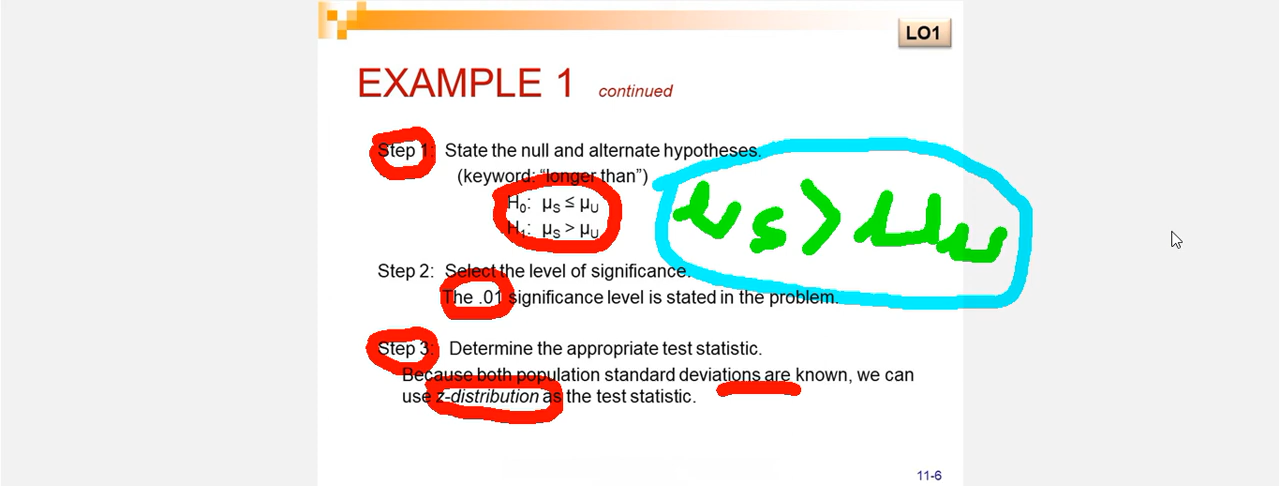 LO1
EXAMPLE 1 continued
Step 1: State the null and alternate hypotheses.
(keyword: “longer than”)
H₀: μS ≤ μU
H₁: μS > μU
μs > μu
Step 2: Select the level of significance.
The .01 significance level is stated in the problem.
Step 3: Determine the appropriate test statistic.
Because both population standard deviations are known, we can
use z-distribution as the test statistic.
11-6